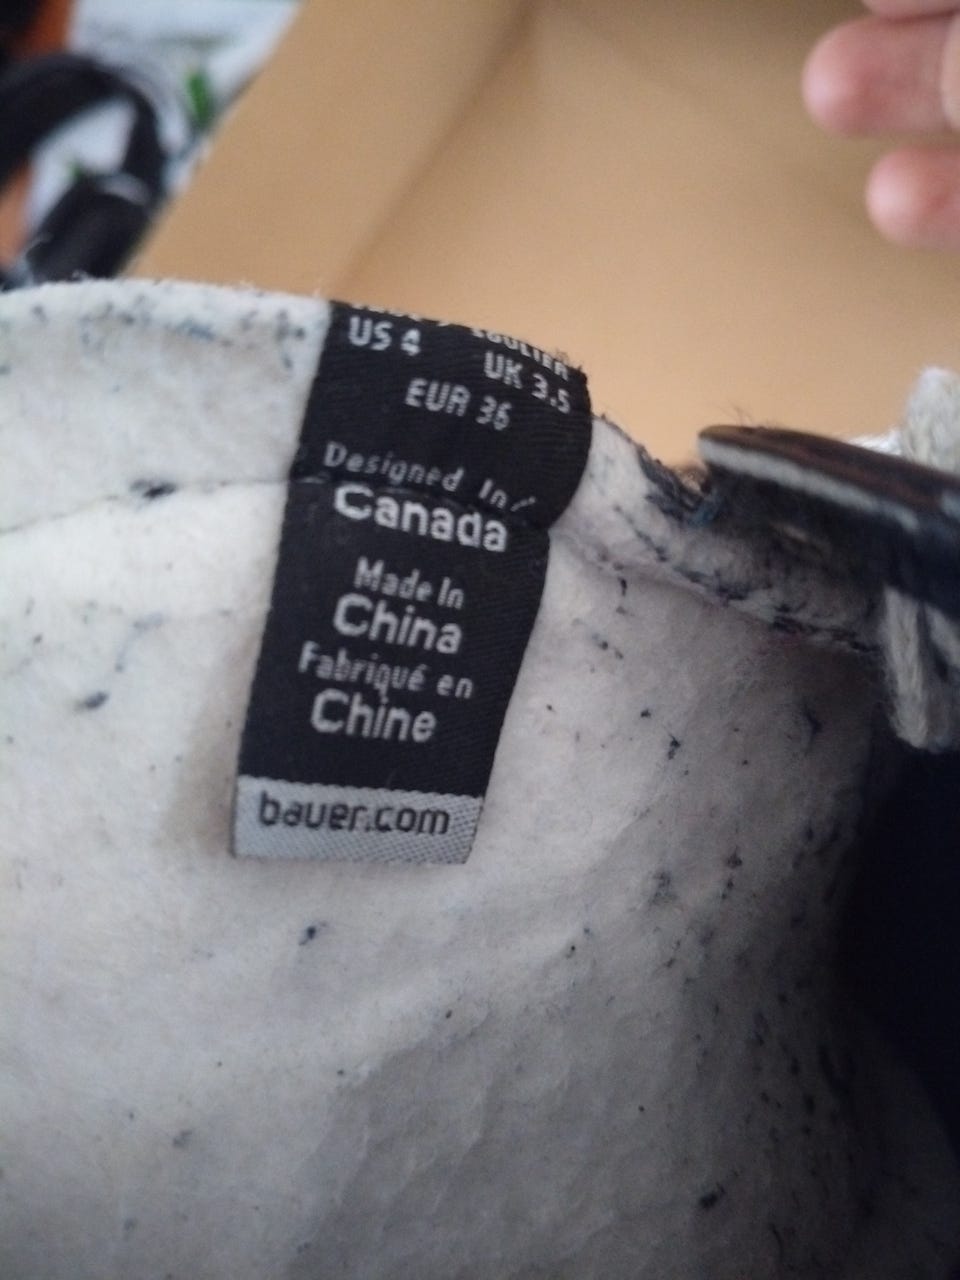 US 4
UK 3.5
EUR 36
Designed In/
Canada
Made In
China
Fabriqué en
Chine
bauer.com